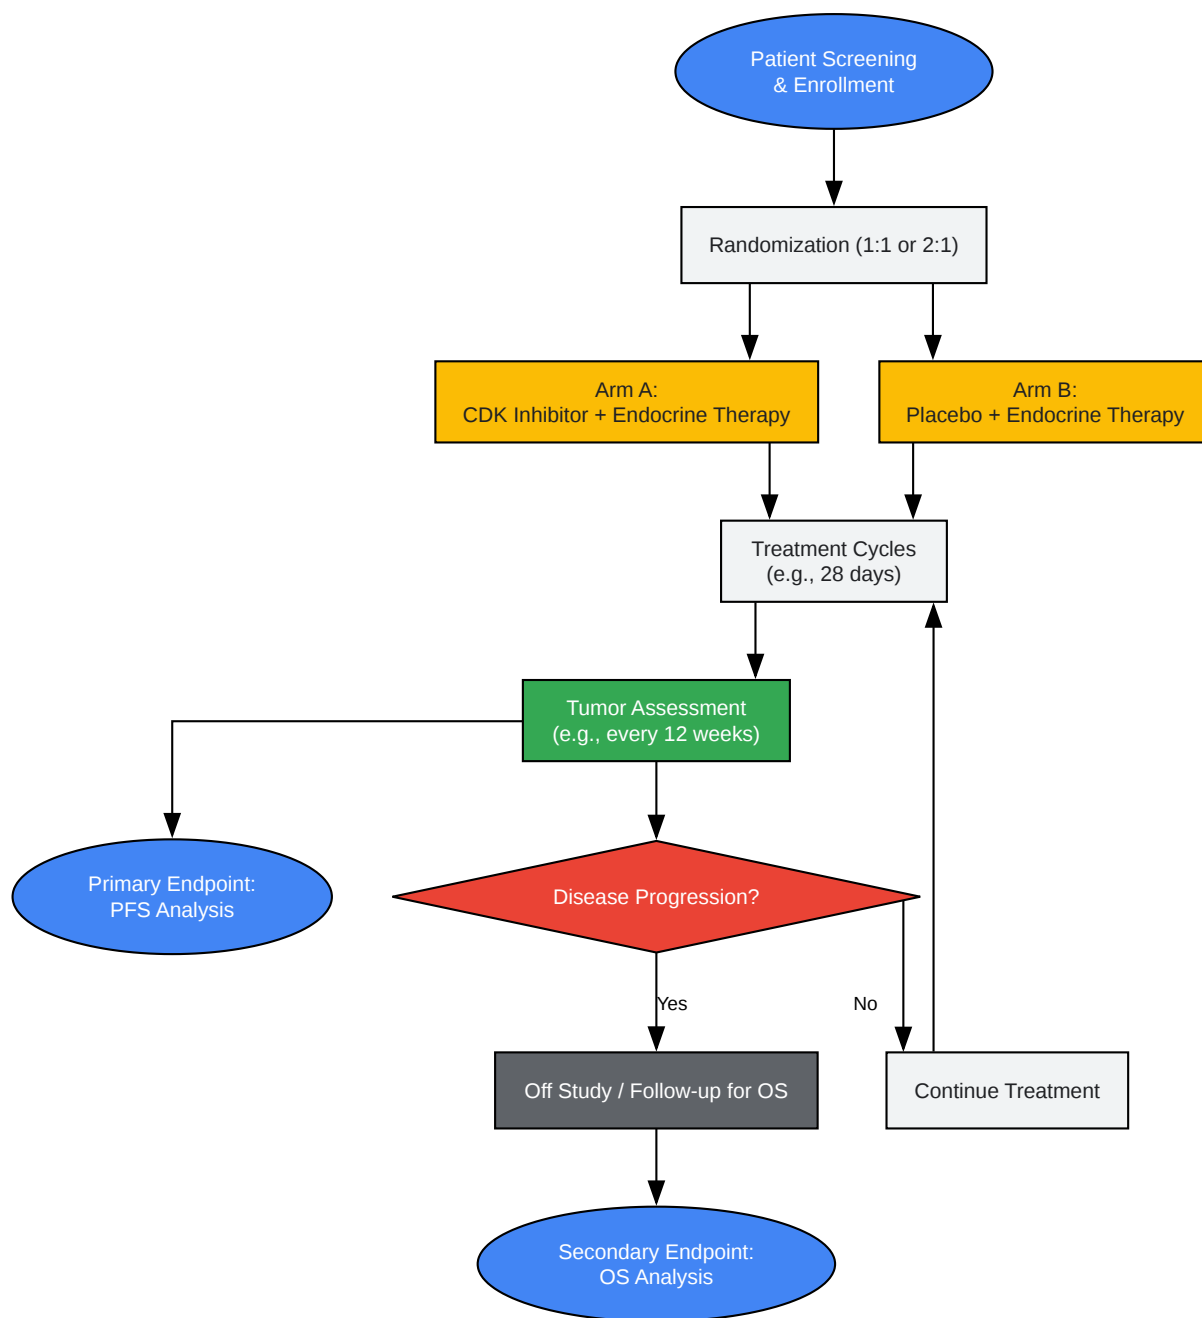 Patient Screening
& Enrollment
Randomization (1:1 or 2:1)
Arm A:
CDK Inhibitor + Endocrine Therapy
Arm B:
Placebo + Endocrine Therapy
Treatment Cycles
(e.g., 28 days)
Tumor Assessment
(e.g., every 12 weeks)
Primary Endpoint:
PFS Analysis
Disease Progression?
Yes
No
Off Study / Follow-up for OS
Continue Treatment
Secondary Endpoint:
OS Analysis